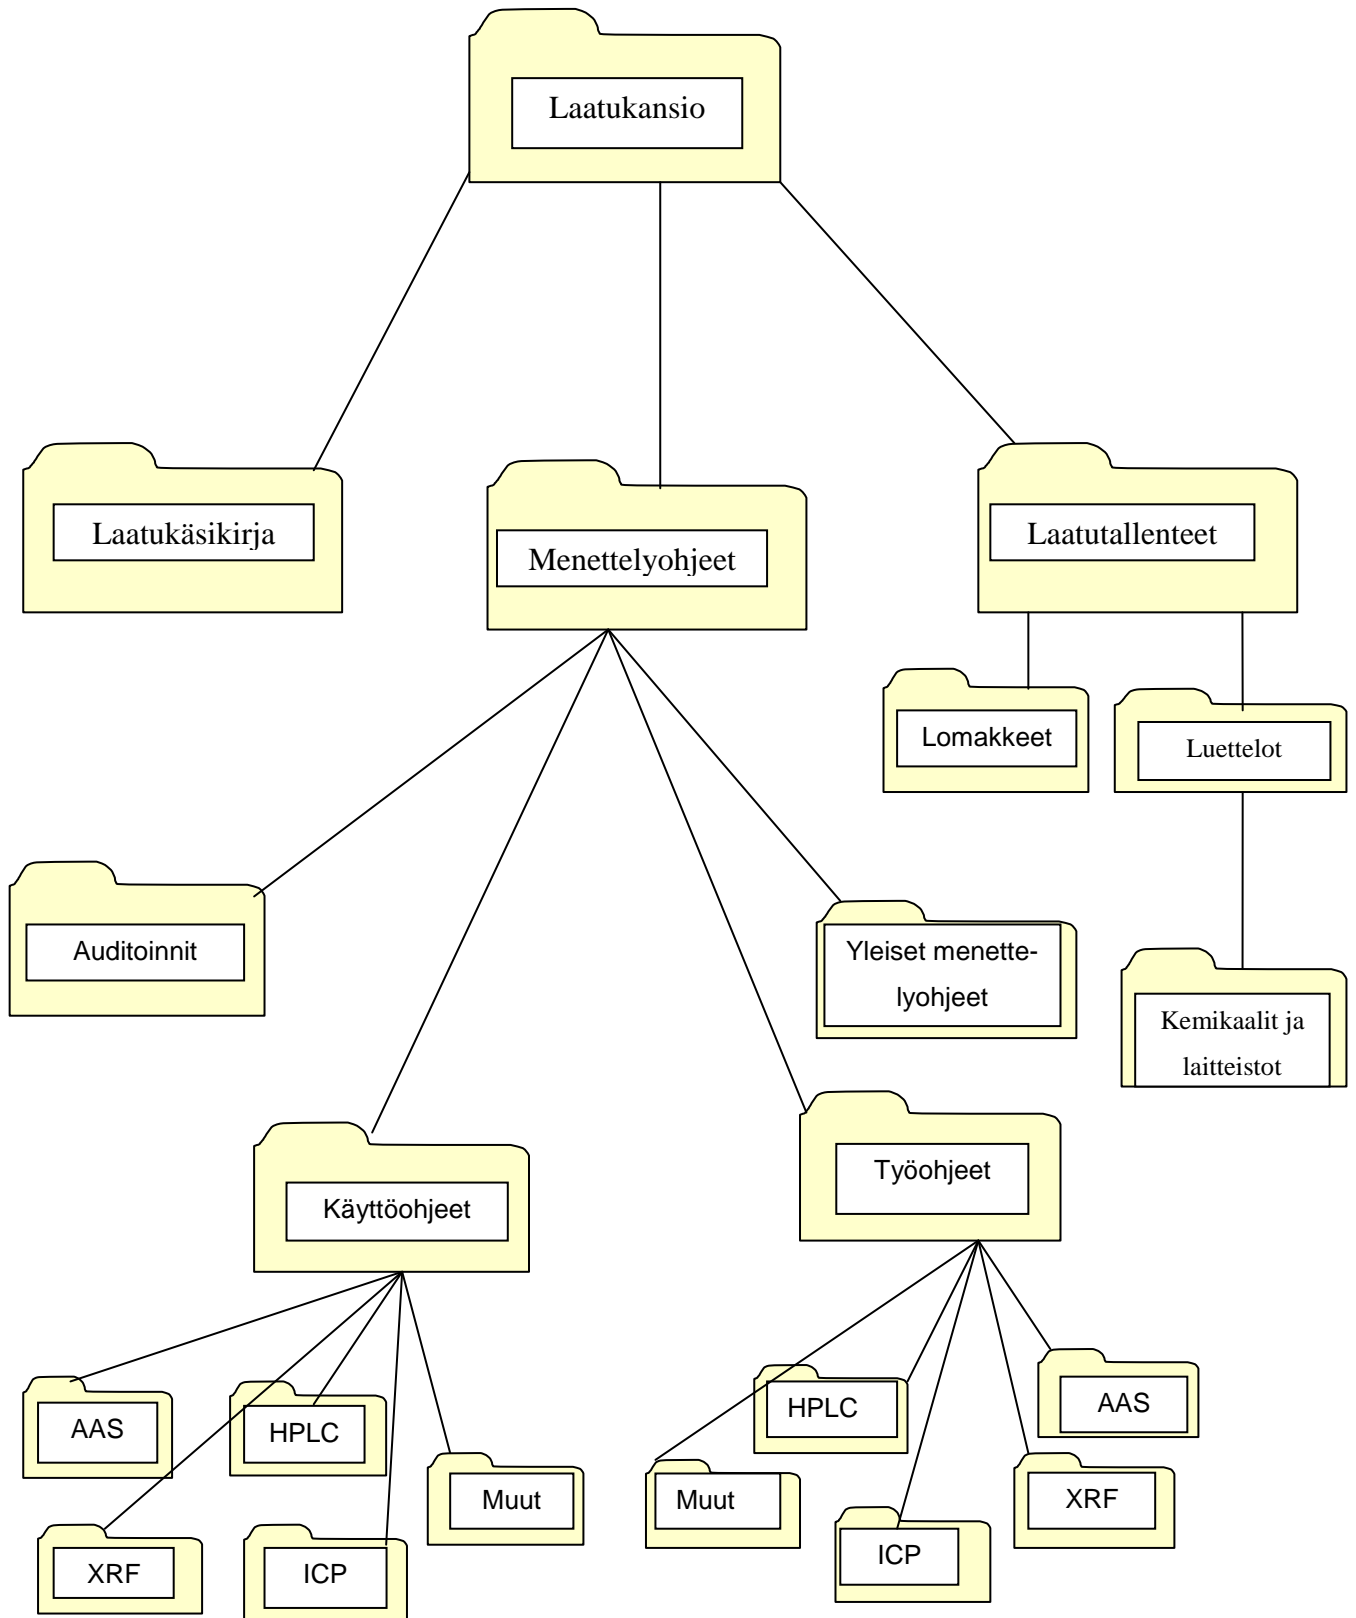 Laatukansio
Laatukäsikirja
Menettelyohjeet
Laatutallenteet
Lomakkeet
Luettelot
Auditoinnit
Yleiset menette-
lyohjeet
Kemikaalit ja
laitteistot
Käyttöohjeet
Työohjeet
AAS
HPLC
Muut
XRF
ICP
HPLC
AAS
Muut
XRF
ICP